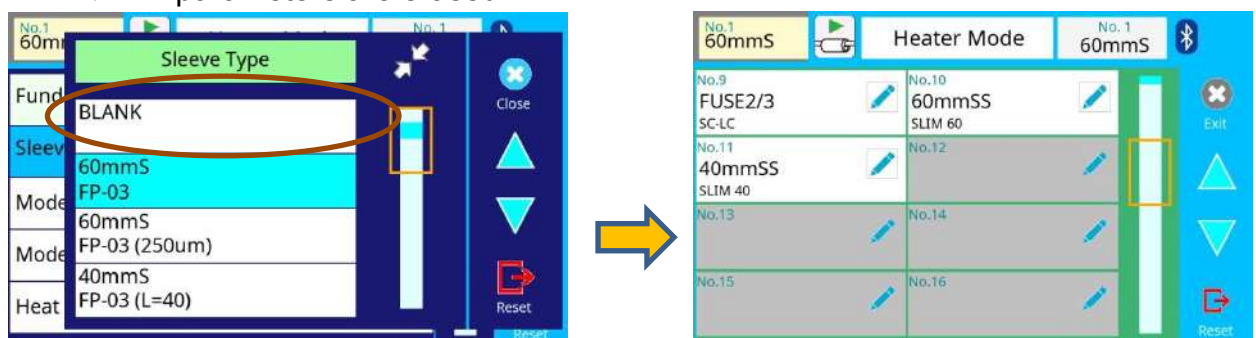 No.1
60mm
No. 1
Sleeve Type
Close
Fund
BLANK
Sleev
60mmS
FP-03
Mode
60mmS
FP-03 (250um)
Mode
40mmS
FP-03 (L=40)
Heat
Reset
Reset
No.1
60mmS
Heater Mode
No. 1
60mmS
No.9
FUSE2/3
SC-LC
No.10
60mmSS
SLIM 60
Exit
No.11
40mmSS
SLIM 40
No.12
No.13
No.14
No.15
No.16
Reset